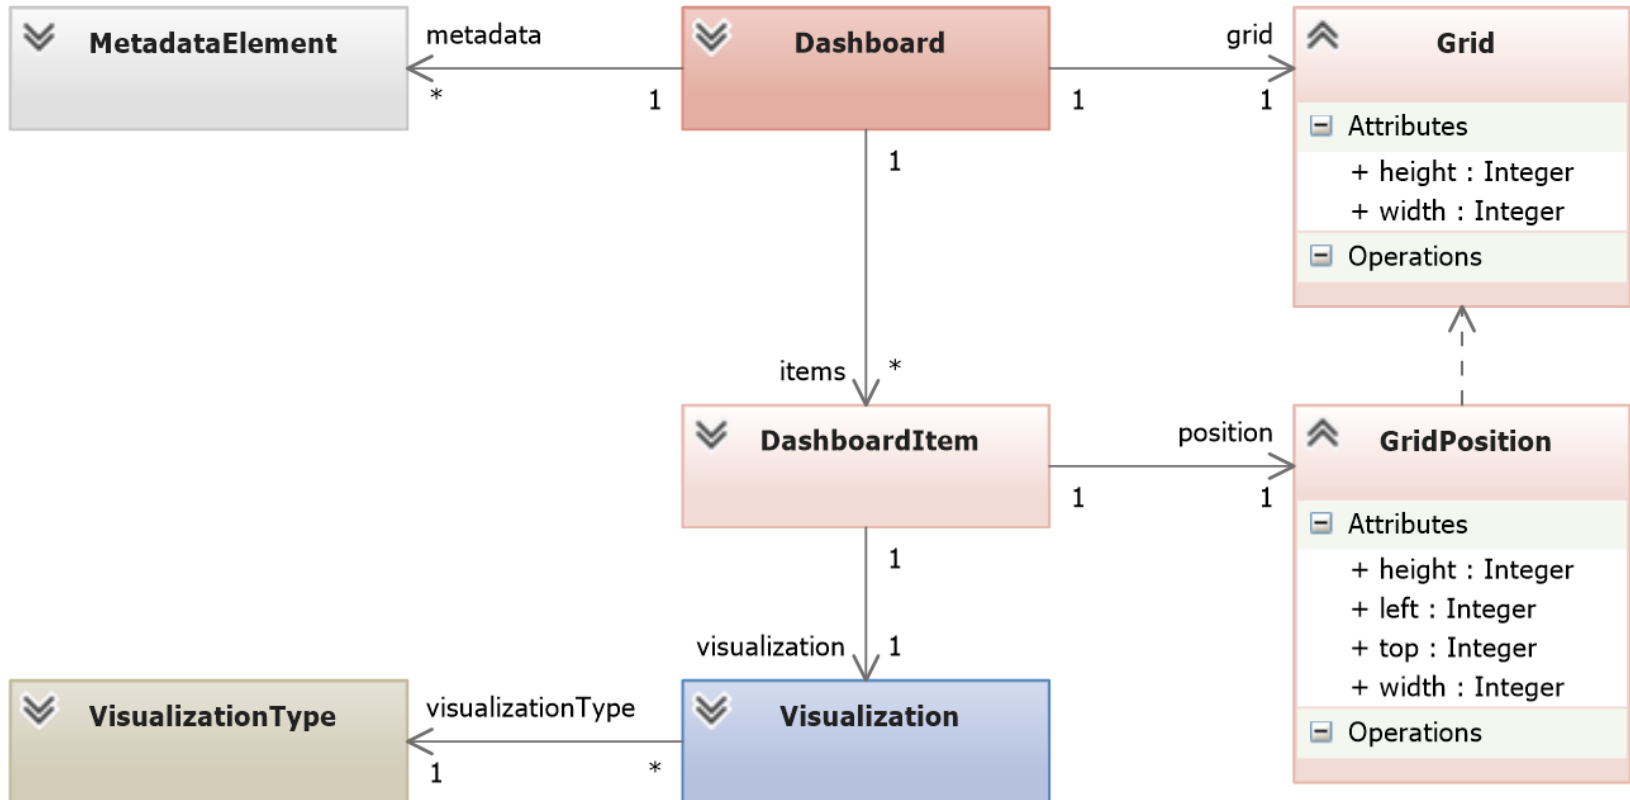 MetadataElement
metadata
*
1
Dashboard
grid
1
1
Grid
Attributes
+ height : Integer
+ width : Integer
Operations
1
items
*
DashboardItem
position
1
1
GridPosition
Attributes
+ height : Integer
+ left : Integer
+ top : Integer
+ width : Integer
Operations
1
visualization
1
VisualizationType
visualizationType
1
*
Visualization